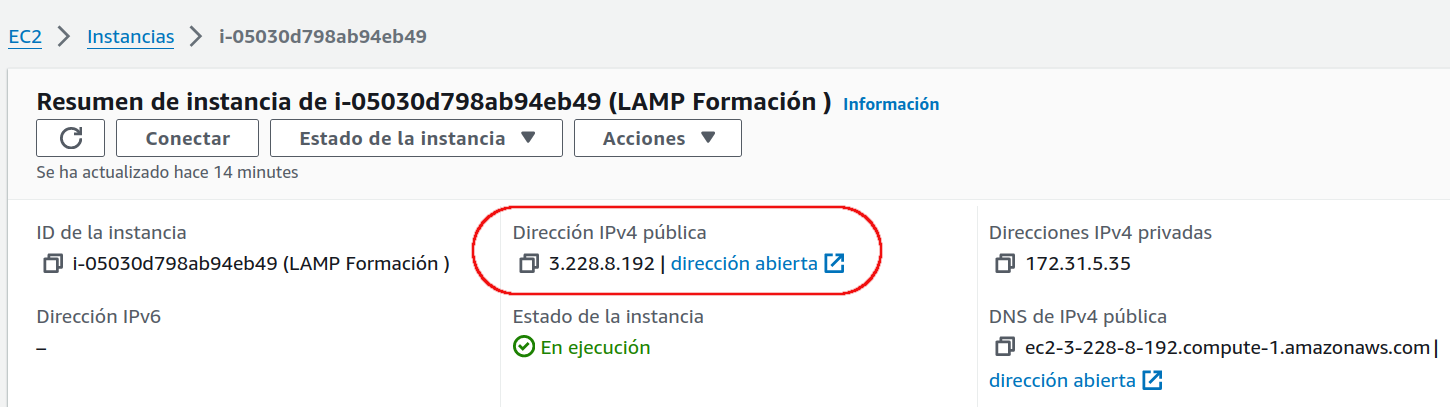 EC2 > Instancias > i-05030d798ab94eb49
Resumen de instancia de i-05030d798ab94eb49 (LAMP Formación ) Información
Conectar Estado de la instancia ▼ Acciones ▼
Se ha actualizado hace 14 minutes
ID de la instancia
i-05030d798ab94eb49 (LAMP Formación )
Dirección IPv4 pública
3.228.8.192 | dirección abierta
Direcciones IPv4 privadas
172.31.5.35
Dirección IPv6
–
Estado de la instancia
En ejecución
DNS de IPv4 pública
ec2-3-228-8-192.compute-1.amazonaws.com |
dirección abierta